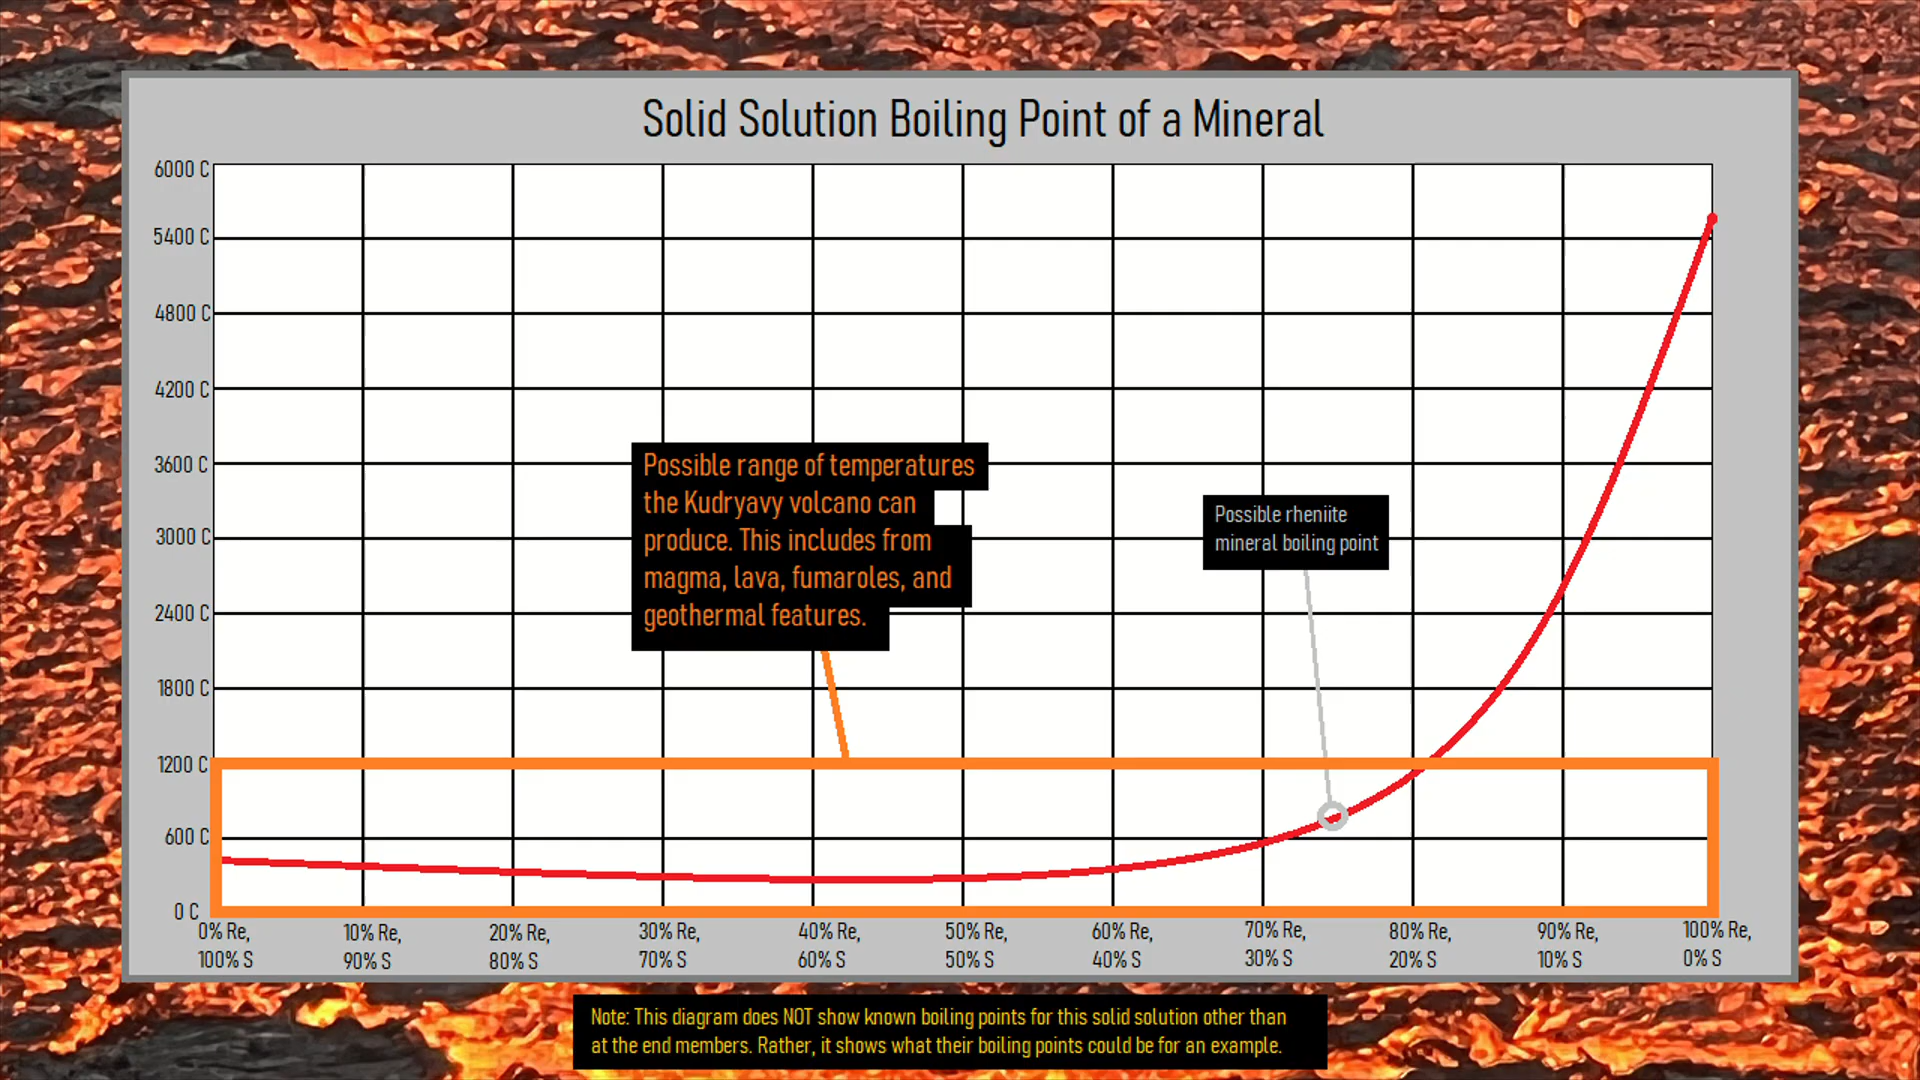 Solid Solution Boiling Point of a Mineral
6000 C
5400 C
4800 C
4200 C
3600 C
3000 C
2400 C
1800 C
1200 C
600 C
0 C
Possible range of temperatures
the Kudryavy volcano can
produce. This includes from
magma, lava, fumaroles, and
geothermal features.
Possible rheniite
mineral boiling point
0% Re,
100% S
10% Re,
90% S
20% Re,
80% S
30% Re,
70% S
40% Re,
60% S
50% Re,
50% S
60% Re,
40% S
70% Re,
30% S
80% Re,
20% S
90% Re,
10% S
100% Re,
0% S
Note: This diagram does NOT show known boiling points for this solid solution other than
at the end members. Rather, it shows what their boiling points could be for an example.